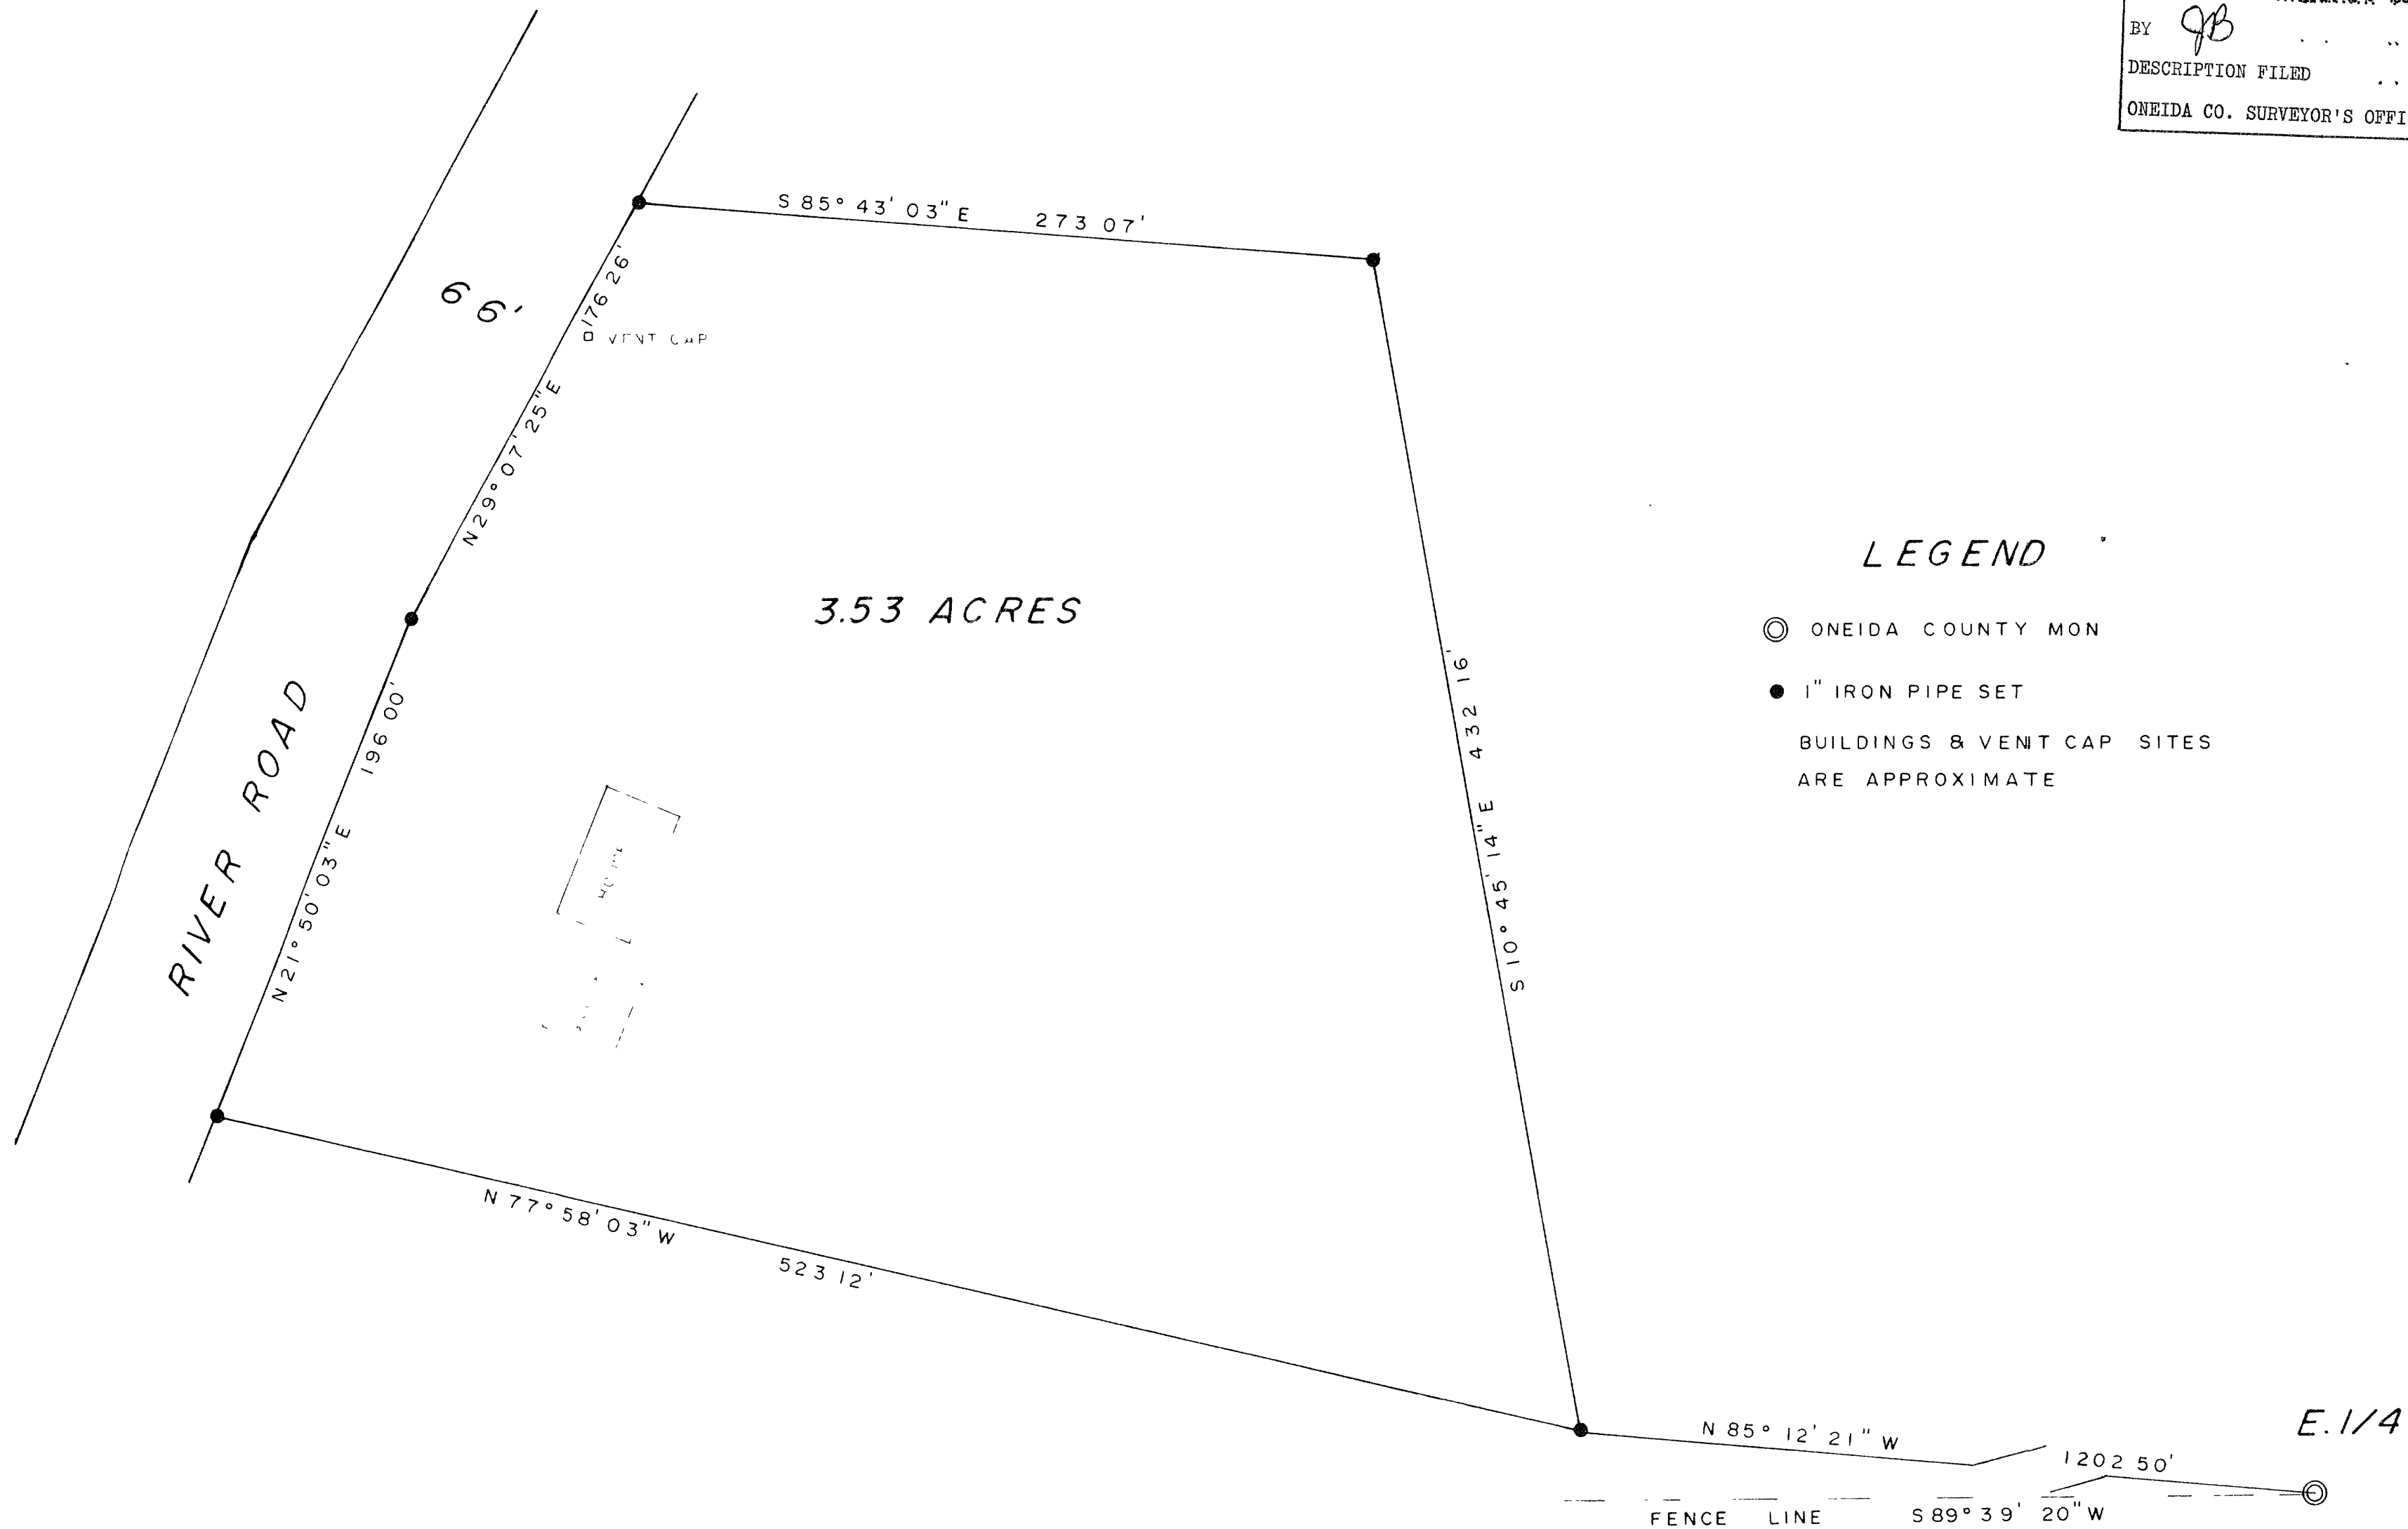 BY JB
DESCRIPTION FILED
ONEIDA CO. SURVEYOR'S OFFI
S 85° 43' 03" E 273 07'
66'
176 26'
VENT CAP
N 29° 07' 25" E
3.53 ACRES
LEGEND
ONEIDA COUNTY MON
1" IRON PIPE SET
BUILDINGS & VENT CAP SITES
ARE APPROXIMATE
RIVER ROAD
N 21° 50' 03" E 196 00'
S 10° 45' 14" E 432 16'
N 77° 58' 03" W 523 12'
N 85° 12' 21" W
1202 50'
E. 1/4
FENCE LINE S 89° 39' 20" W